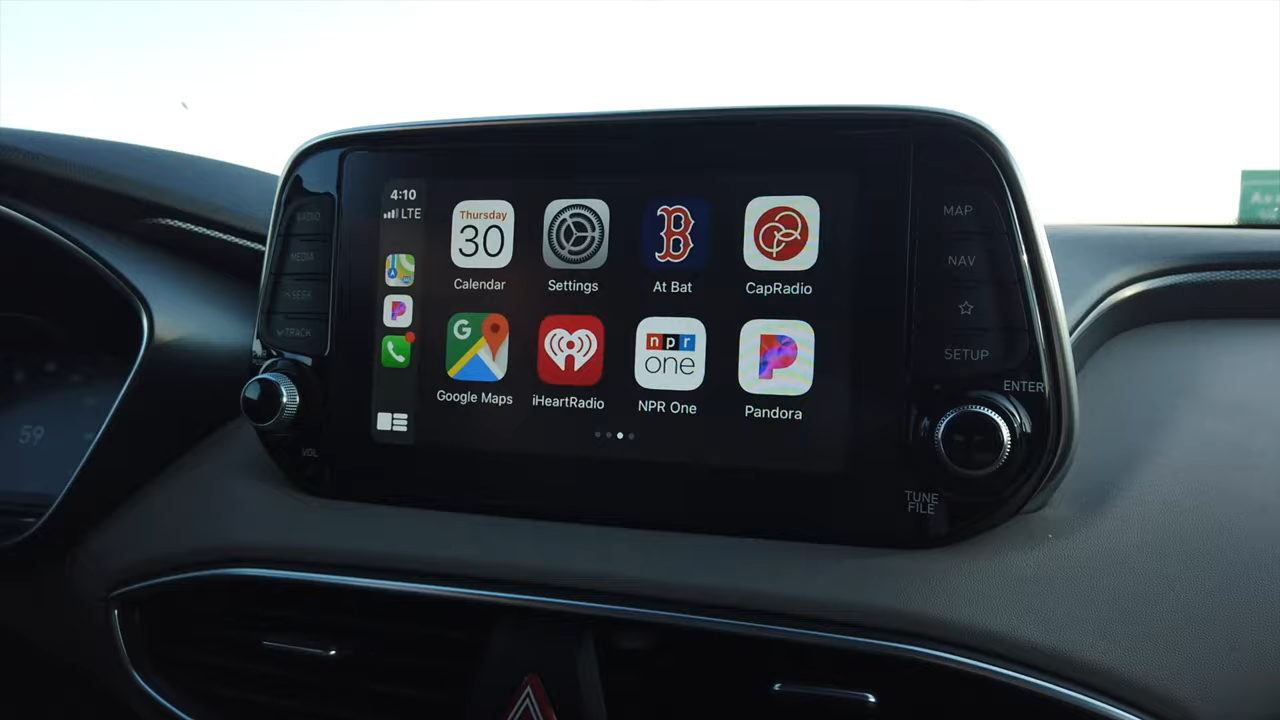 4:10
LTE
Thursday
30
Calendar
Settings
B
At Bat
CapRadio
G
Google Maps
iHeartRadio
npr
one
NPR One
P
Pandora
RADIO
MEDIA
SEEK
TRACK
VOL
MAP
NAV
SETUP
ENTER
TUNE
FILE
59